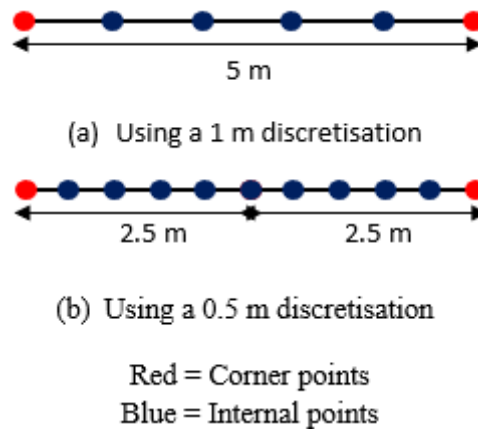 5 m
(a) Using a 1 m discretisation
2.5 m 2.5 m
(b) Using a 0.5 m discretisation
Red = Corner points
Blue = Internal points